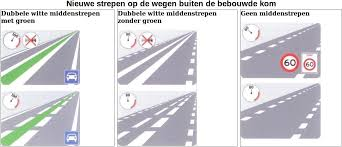 Nieuwe strepen op de wegen buiten de bebouwde kom
Dubbele witte middenstrepen
met groen
Dubbele witte middenstrepen
zonder groen
Geen middenstrepen
60
60